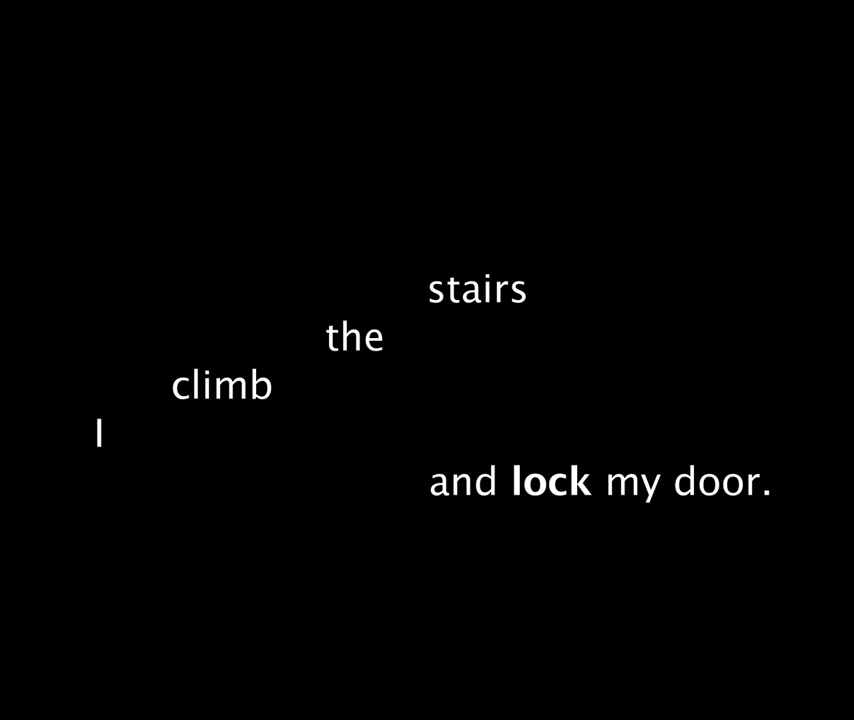 I
climb
the
stairs
and lock my door.